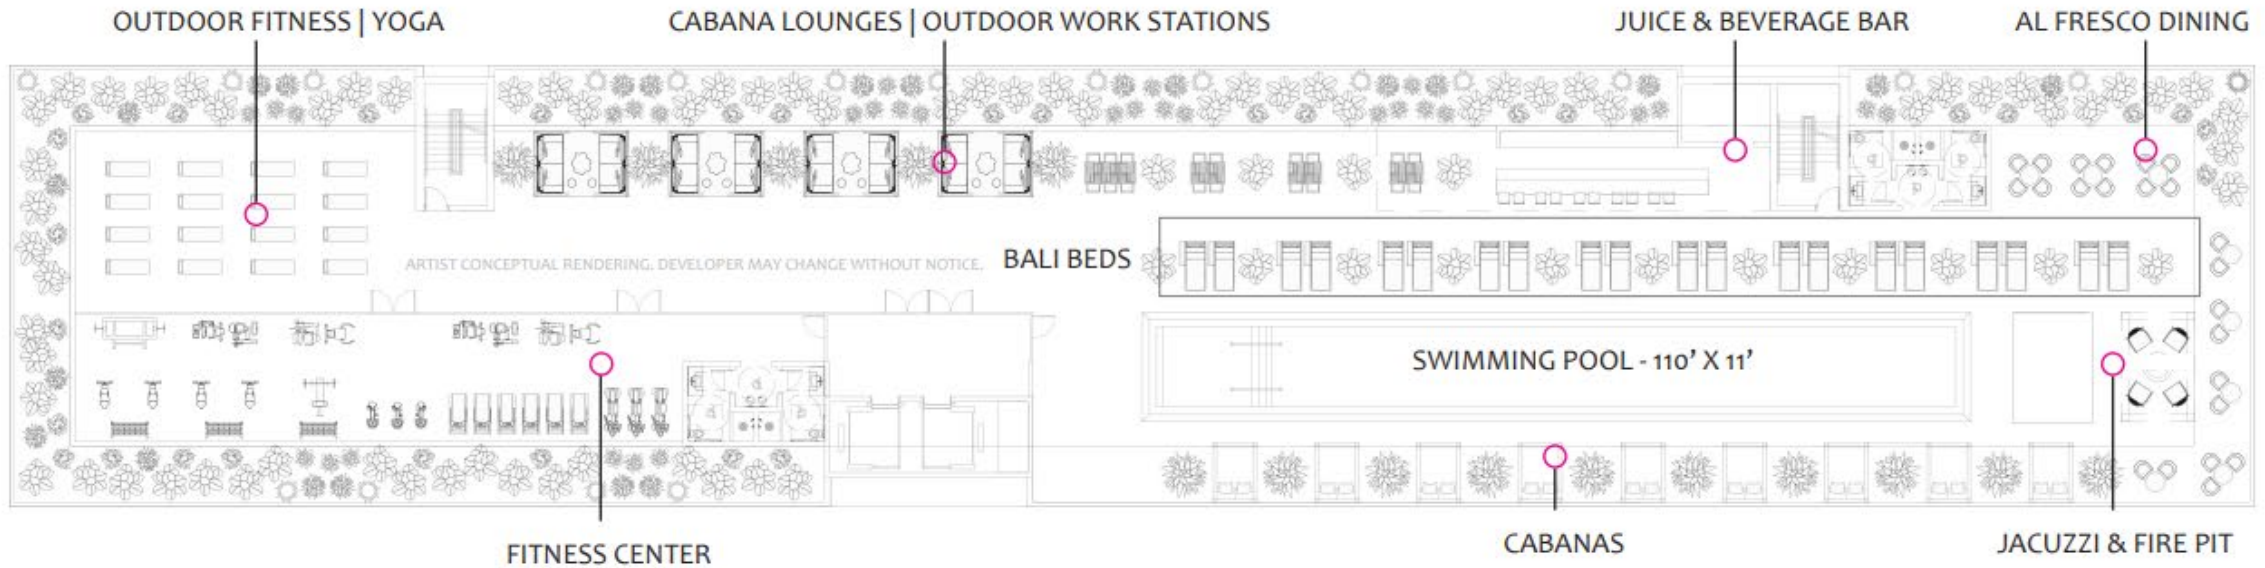 OUTDOOR FITNESS | YOGA
CABANA LOUNGES | OUTDOOR WORK STATIONS
JUICE & BEVERAGE BAR
AL FRESCO DINING
ARTIST CONCEPTUAL RENDERING. DEVELOPER MAY CHANGE WITHOUT NOTICE.
BALI BEDS
SWIMMING POOL - 110’ X 11’
FITNESS CENTER
CABANAS
JACUZZI & FIRE PIT